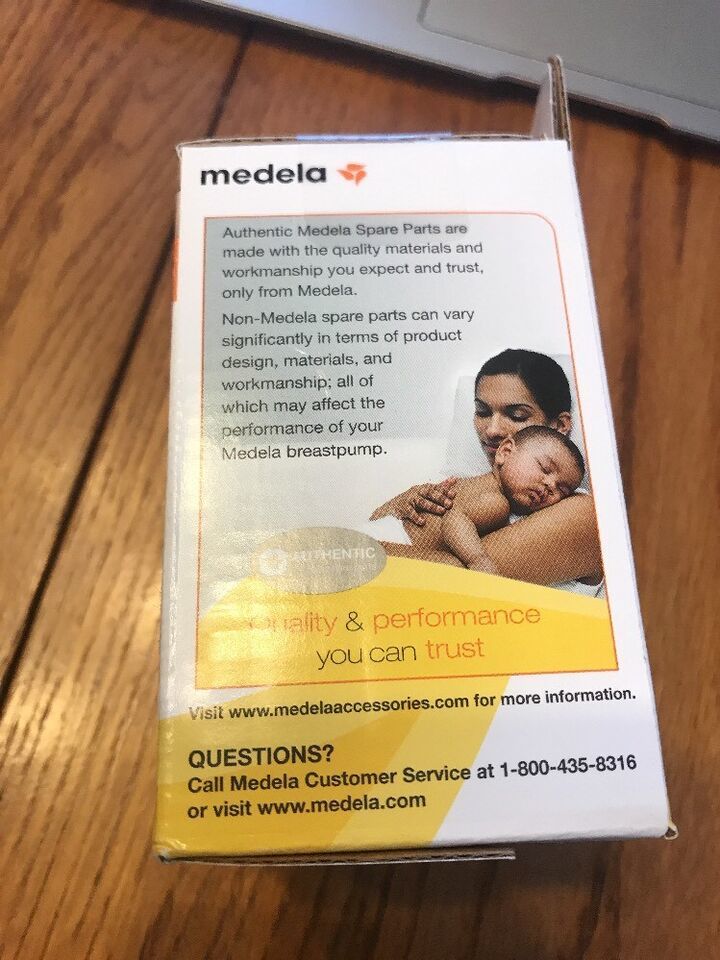 medela
Authentic Medela Spare Parts are
made with the quality materials and
workmanship you expect and trust,
only from Medela.
Non-Medela spare parts can vary
significantly in terms of product
design, materials, and
workmanship; all of
which may affect the
performance of your
Medela breastpump.
AUTHENTIC
Quality & performance
you can trust
Visit www.medelaaccessories.com for more information.
QUESTIONS?
Call Medela Customer Service at 1-800-435-8316
or visit www.medela.com